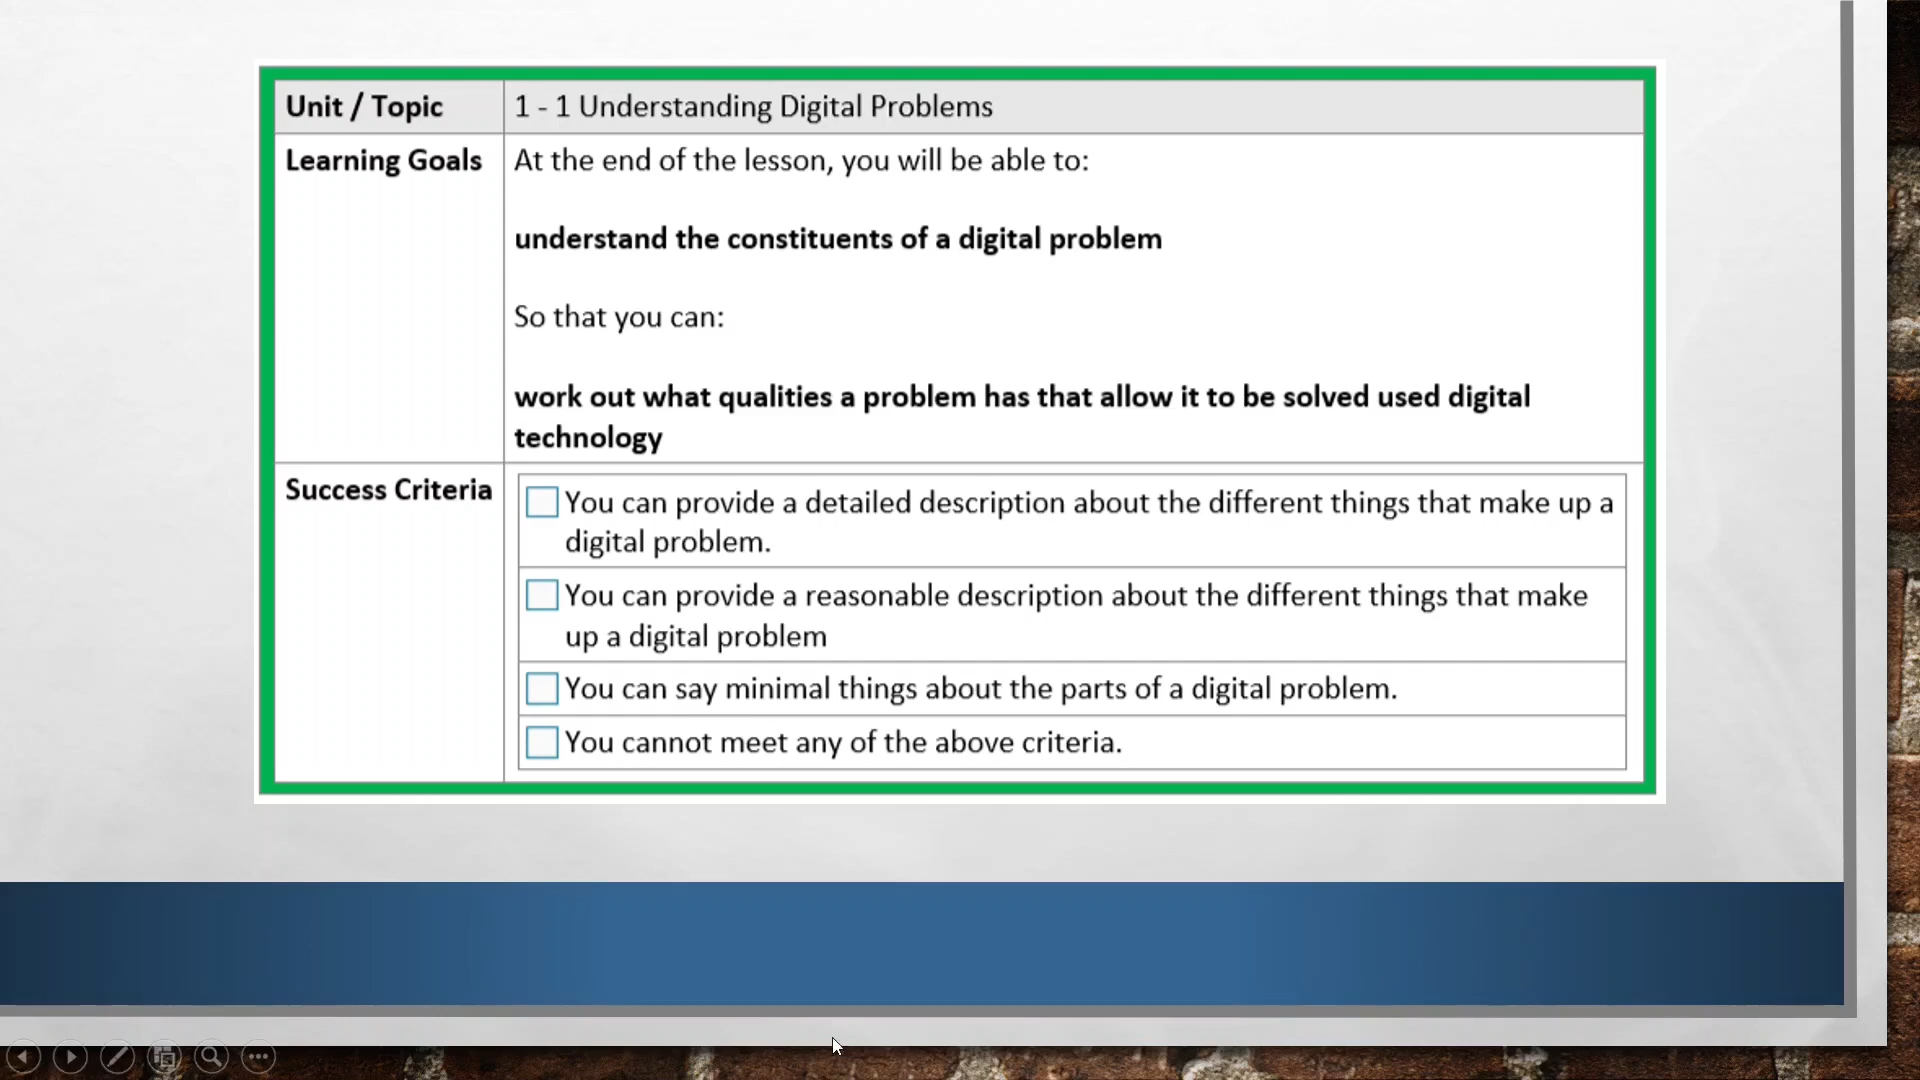 Unit / Topic
1 - 1 Understanding Digital Problems
Learning Goals
At the end of the lesson, you will be able to:
understand the constituents of a digital problem
So that you can:
work out what qualities a problem has that allow it to be solved used digital
technology
Success Criteria
You can provide a detailed description about the different things that make up a
digital problem.
You can provide a reasonable description about the different things that make
up a digital problem
You can say minimal things about the parts of a digital problem.
You cannot meet any of the above criteria.